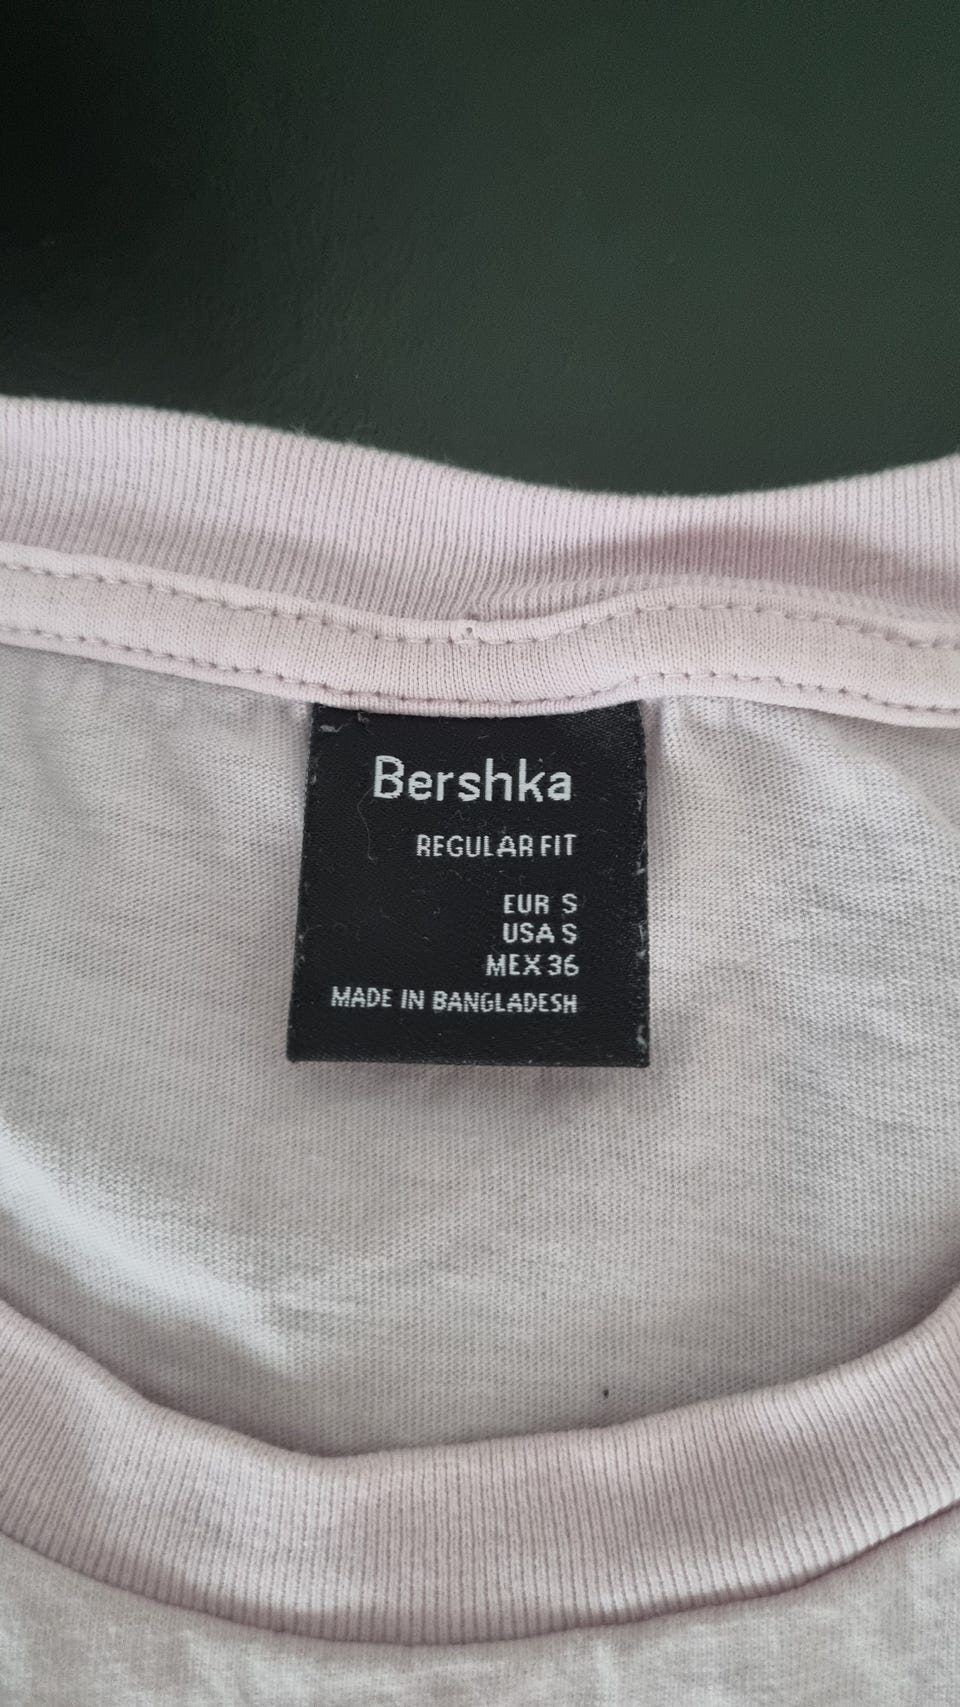 Bershka
REGULAR FIT
EUR S
USA S
MEX 36
MADE IN BANGLADESH